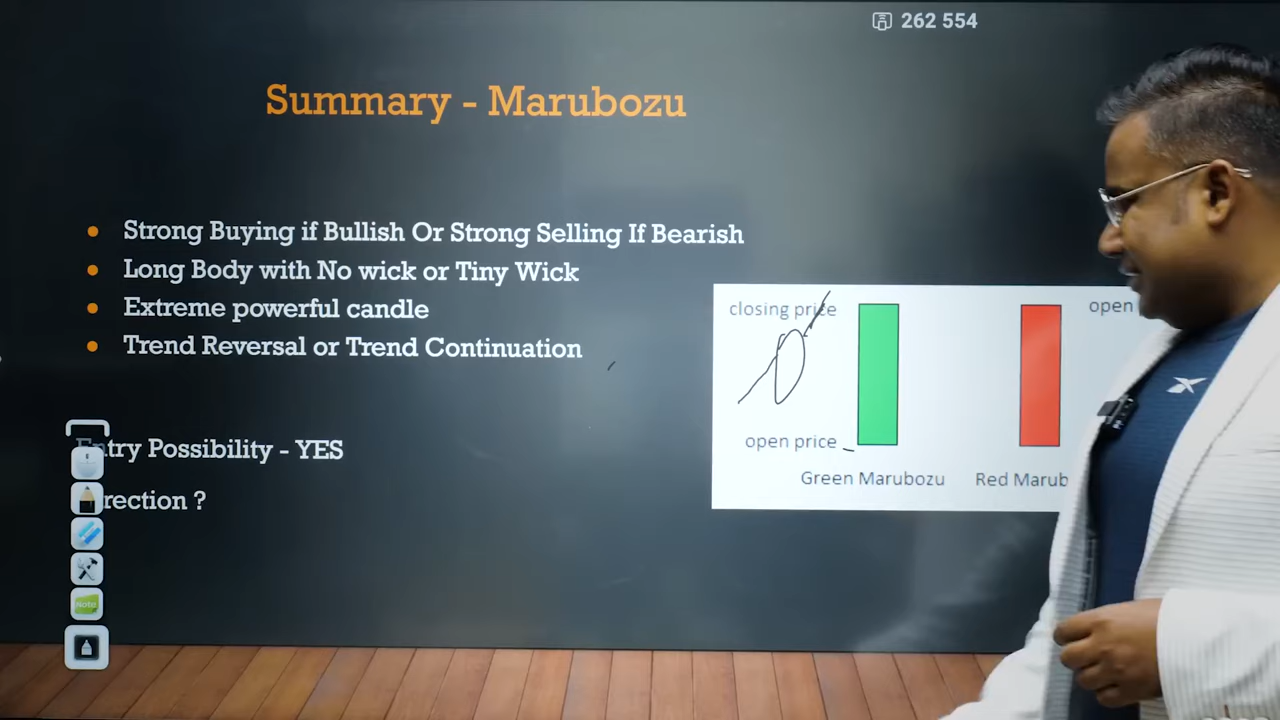 262 554
Summary - Marubozu
Strong Buying if Bullish Or Strong Selling If Bearish
Long Body with No wick or Tiny Wick
Extreme powerful candle
Trend Reversal or Trend Continuation
closing price
open
open price
Green Marubozu
Red Marub
Entry Possibility - YES
rection ?
NOTE